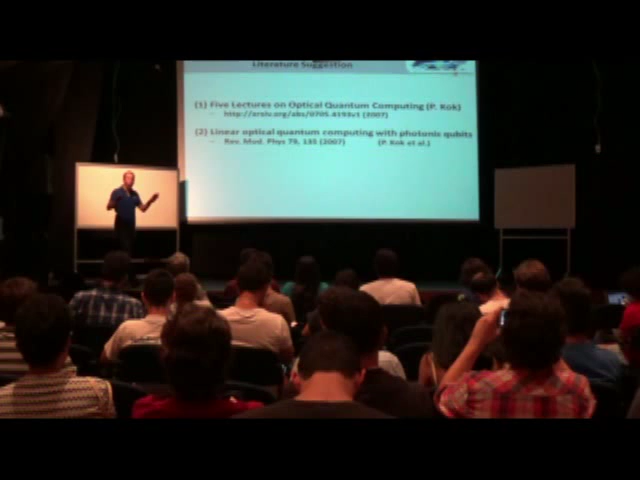 Literature Suggestion
(1) Five Lectures on Optical Quantum Computing (P. Kok)
– http://arxiv.org/abs/0705.4193v1 (2007)
(2) Linear optical quantum computing with photonic qubits
– Rev. Mod. Phys 79, 135 (2007) (P. Kok et al.)